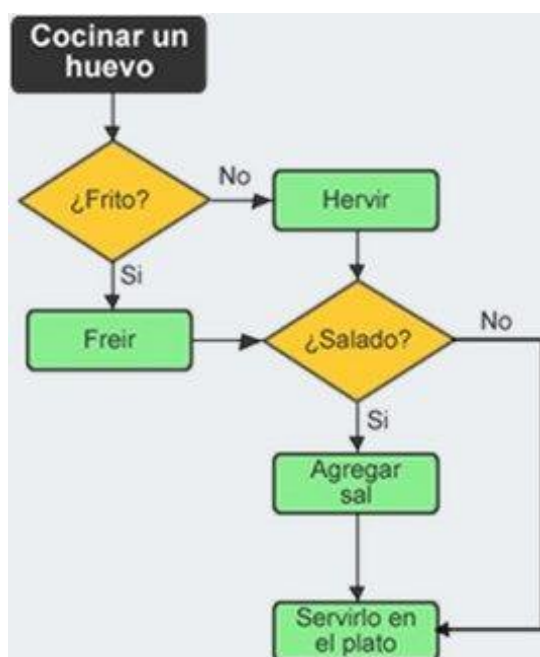 Cocinar un
huevo
¿Frito?
No
Hervir
Si
Freir
¿Salado?
No
Si
Agregar
sal
Servirlo en
el plato